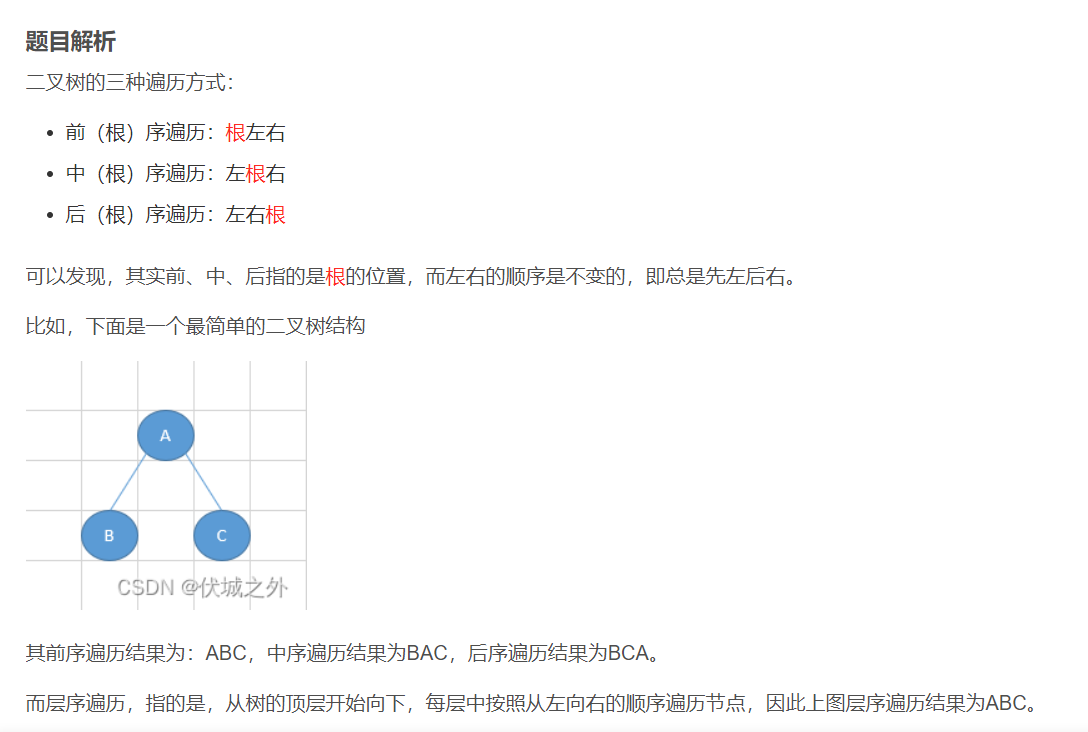 题目解析
二叉树的三种遍历方式：
• 前（根）序遍历：根左右
• 中（根）序遍历：左根右
• 后（根）序遍历：左右根
可以发现，其实前、中、后指的是根的位置，而左右的顺序是不变的，即总是先左后右。
比如，下面是一个最简单的二叉树结构
A
B C
CSDN @伏城之外
其前序遍历结果为：ABC，中序遍历结果为BAC，后序遍历结果为BCA。
而层序遍历，指的是，从树的顶层开始向下，每层中按照从左向右的顺序遍历节点，因此上图层序遍历结果为ABC。